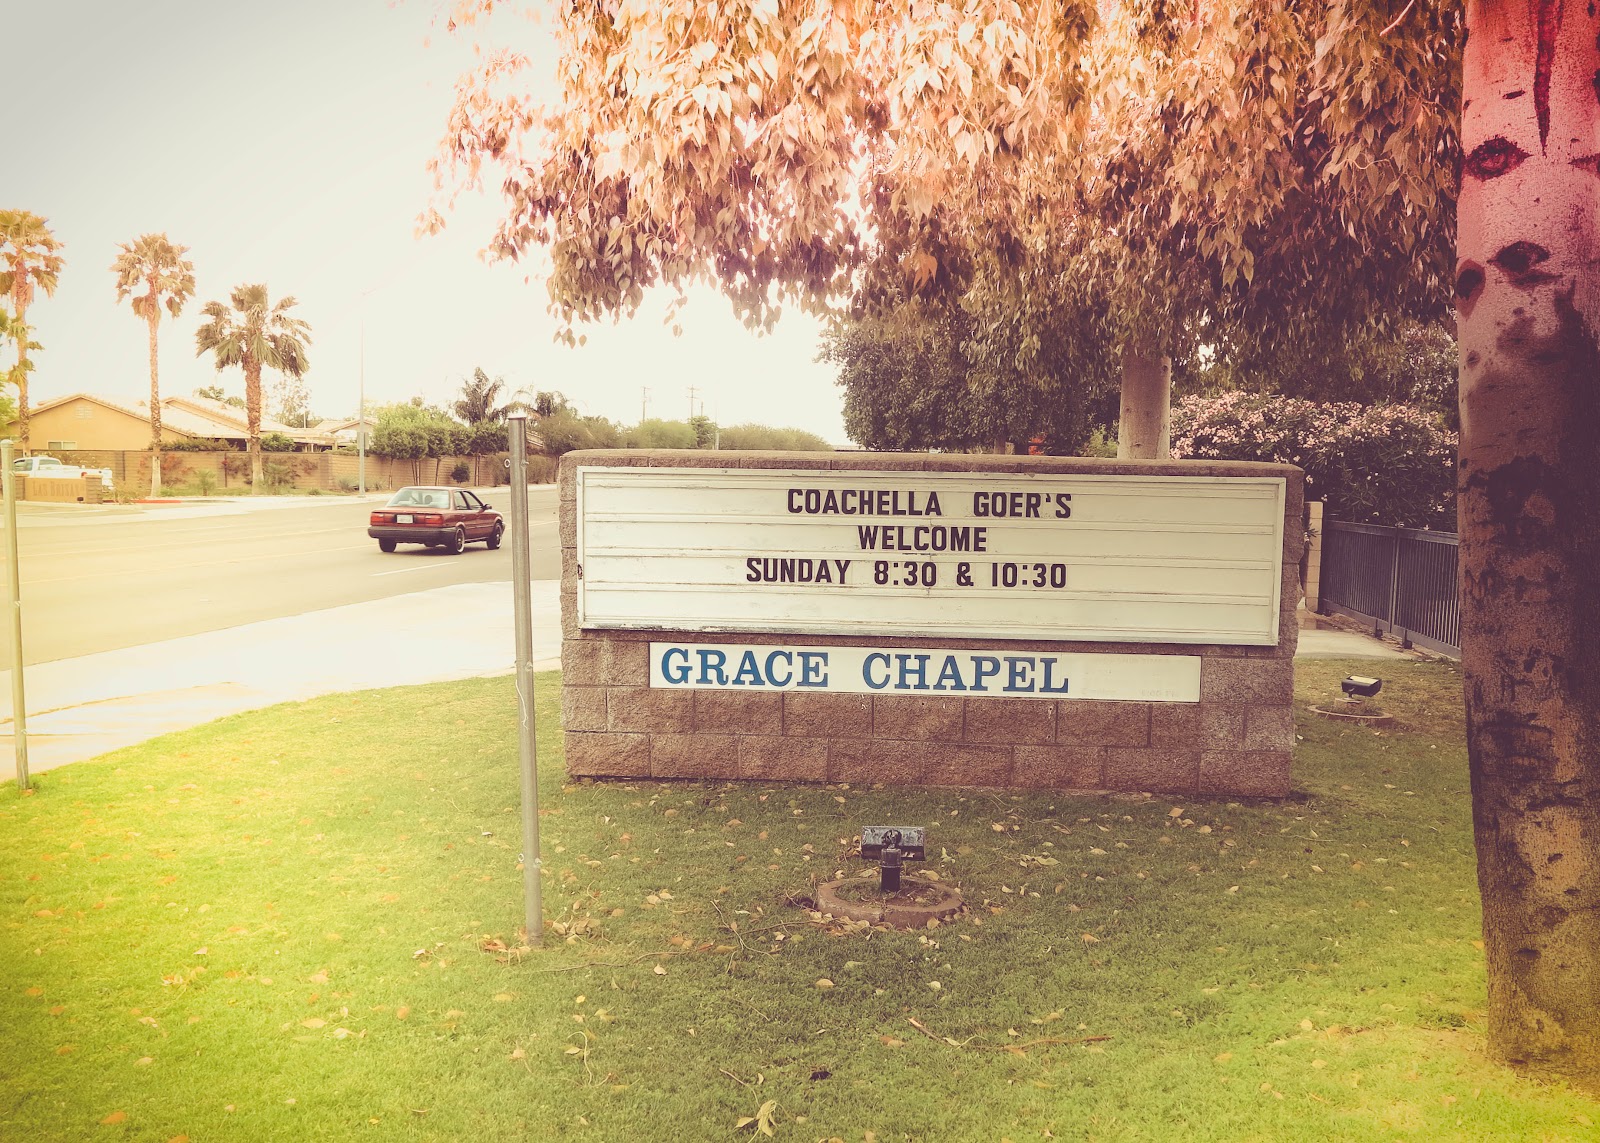 COACHELLA GOER'S
WELCOME
SUNDAY 8:30 & 10:30
GRACE CHAPEL